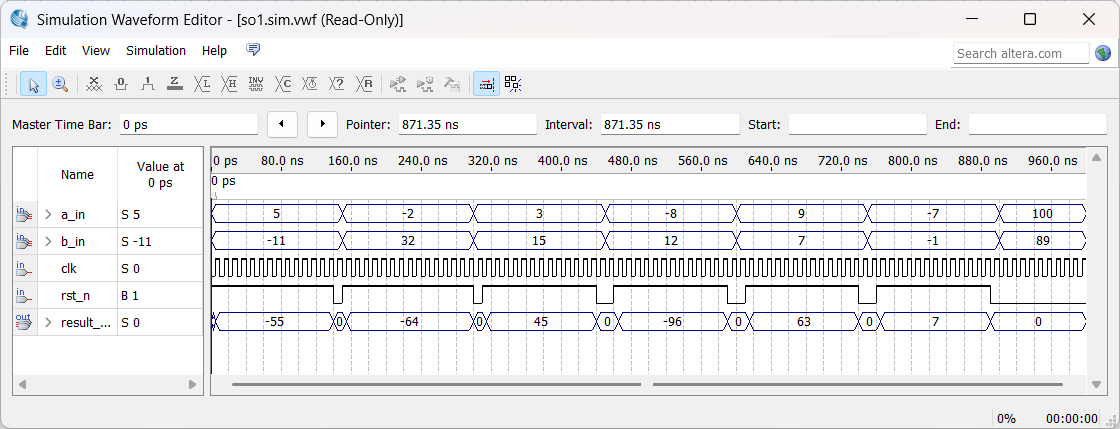 Simulation Waveform Editor - [so1.sim.vwf (Read-Only)]
File Edit View Simulation Help
Search altera.com
Master Time Bar: 0 ps Pointer: 871.35 ns Interval: 871.35 ns Start: End:
Name Value at 0 ps
0 ps 80.0 ns 160.0 ns 240.0 ns 320.0 ns 400.0 ns 480.0 ns 560.0 ns 640.0 ns 720.0 ns 800.0 ns 880.0 ns 960.0 ns
0 ps
in a_in S 5 5 -2 3 -8 9 -7 100
in b_in S -11 -11 32 15 12 7 -1 89
in clk S 0
in rst_n B 1
out result_... S 0 -55 0 -64 0 45 0 -96 0 63 0 7 0
0% 00:00:00